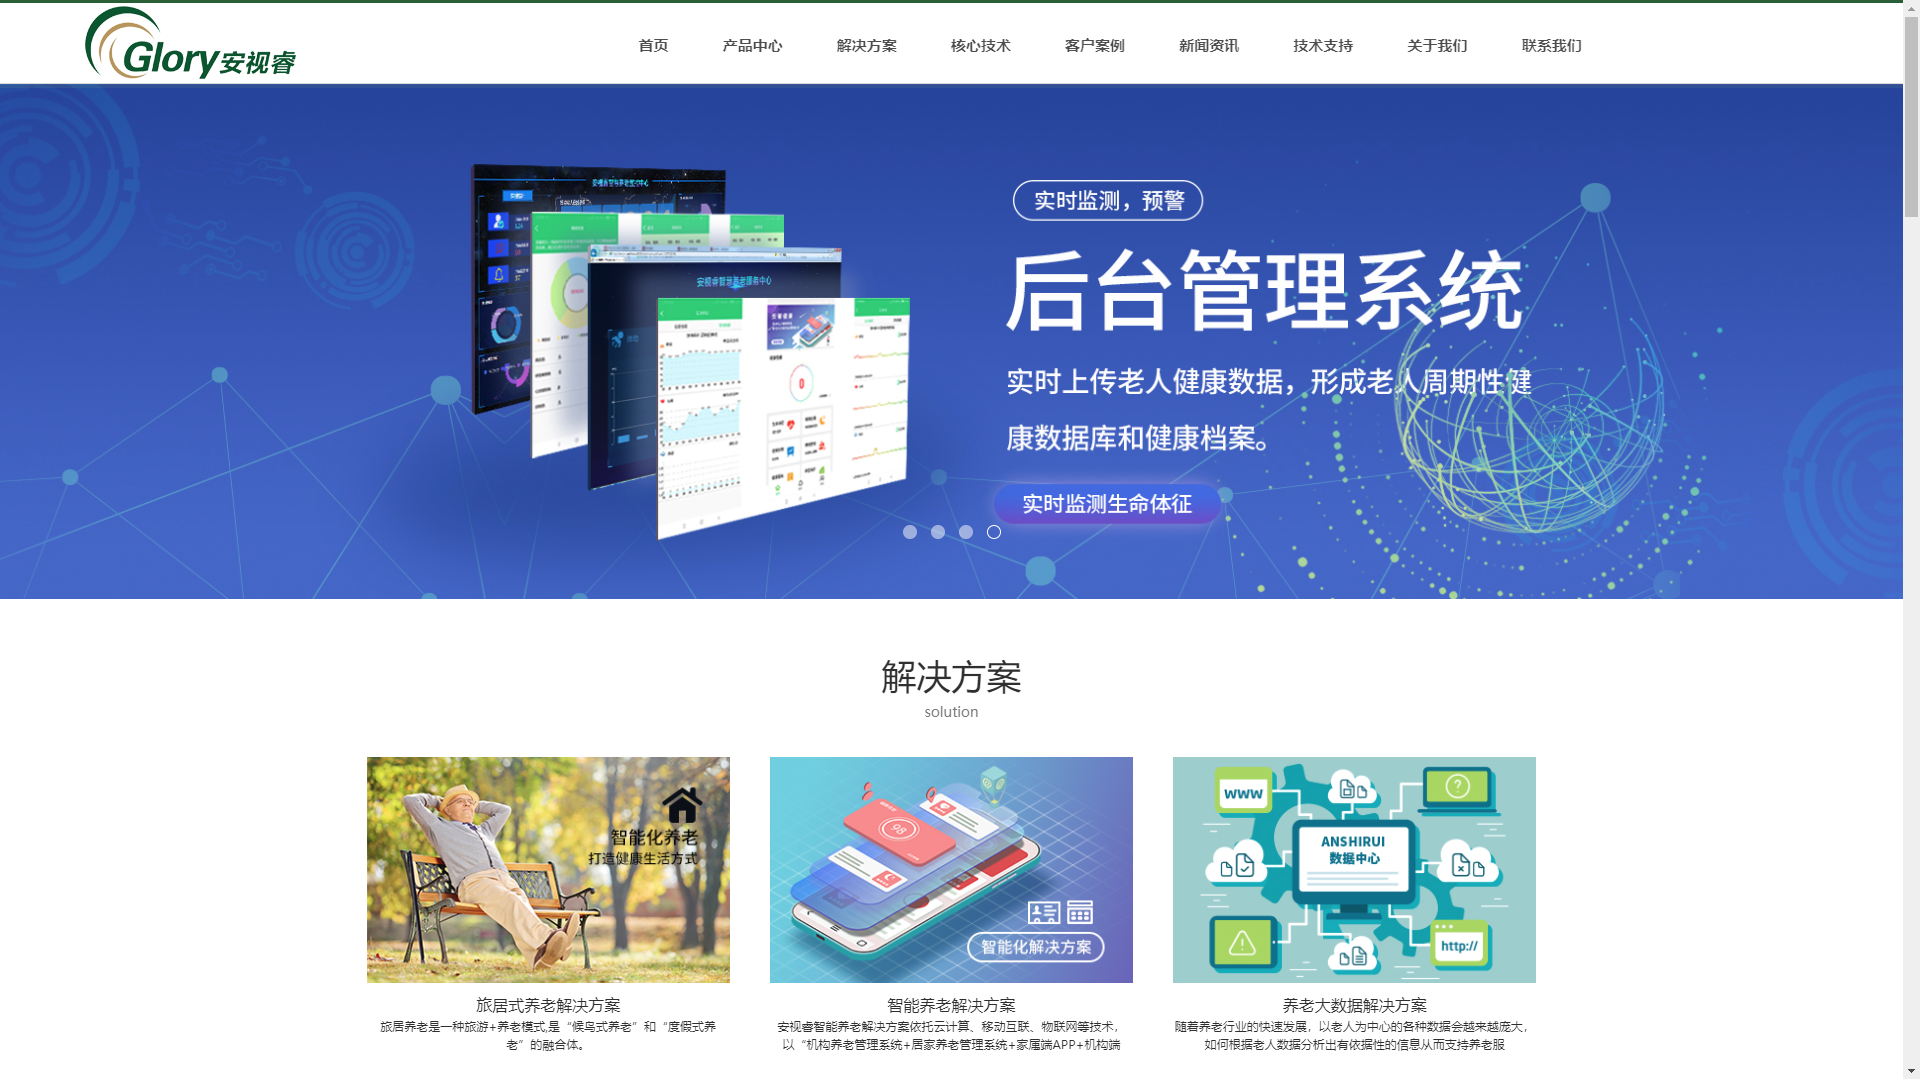 Glory安视睿
首页 产品中心 解决方案 核心技术 客户案例 新闻资讯 技术支持 关于我们 联系我们
实时监测，预警
后台管理系统
实时上传老人健康数据，形成老人周期性健
康数据库和健康档案。
实时监测生命体征
安视睿智慧养老服务中心
解决方案
solution
智能化养老
打造健康生活方式
98
智能化解决方案
www
?
ANSHIRUI
数据中心
http://
旅居式养老解决方案
旅居养老是一种旅游+养老模式,是“候鸟式养老”和“度假式养
老”的融合体。
智能养老解决方案
安视睿智能养老解决方案依托云计算、移动互联、物联网等技术，
以“机构养老管理系统+居家养老管理系统+家属端APP+机构端
养老大数据解决方案
随着养老行业的快速发展，以老人为中心的各种数据会越来越庞大，
如何根据老人数据分析出有依据性的信息从而支持养老服